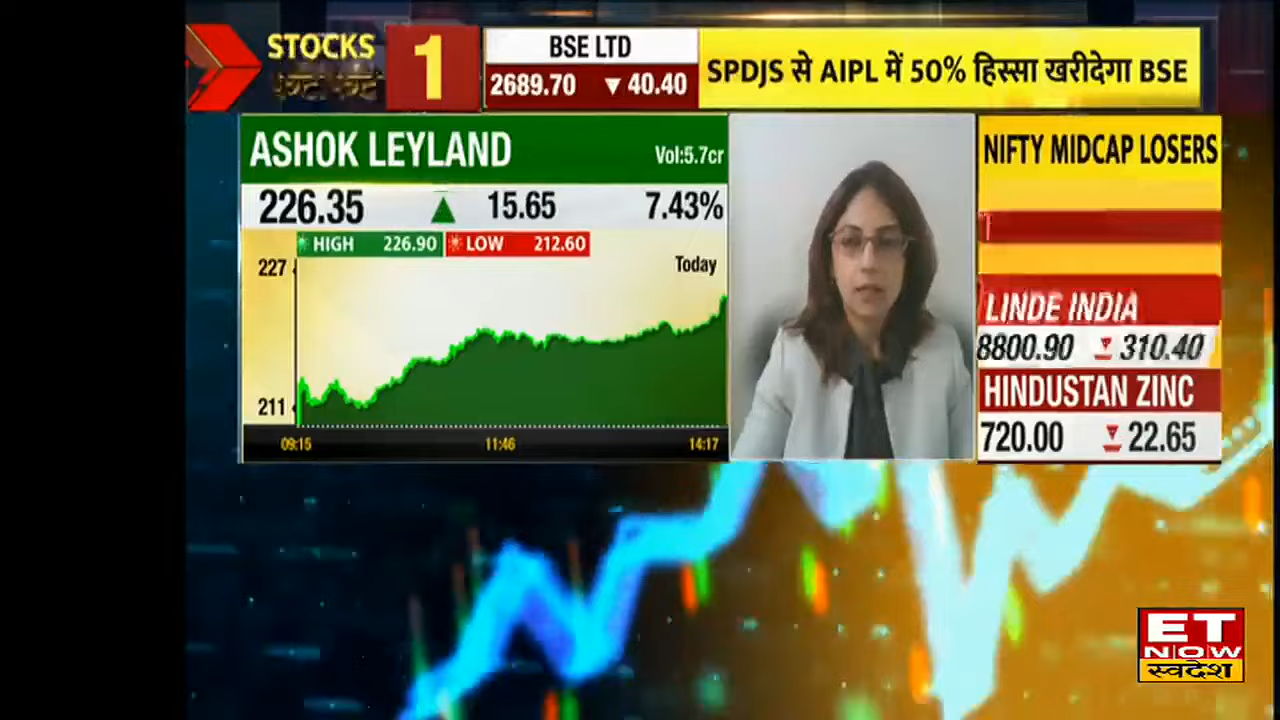 STOCKS
1
BSE LTD
2689.70 ▼ 40.40
SPDJS से AIPL में 50% हिस्सा खरीदेगा BSE
ASHOK LEYLAND
Vol:5.7cr
226.35 ▲ 15.65 7.43%
HIGH 226.90 LOW 212.60
Today
227
211
09:15 11:46 14:17
NIFTY MIDCAP LOSERS
LINDE INDIA
8800.90 ▼ 310.40
HINDUSTAN ZINC
720.00 ▼ 22.65
ET
NOW
स्वदेश